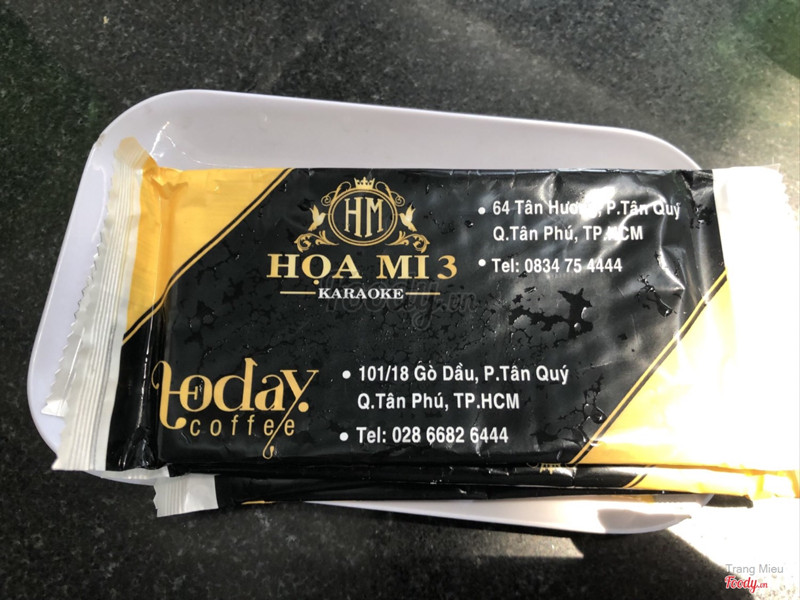 HM
HỌA MI 3
KARAOKE
• 64 Tân Hương, P.Tân Quý
Q.Tân Phú, TP.HCM
• Tel: 0834 75 4444
today
coffee
• 101/18 Gò Dầu, P.Tân Quý
Q.Tân Phú, TP.HCM
• Tel: 028 6682 6444
foody.vn
Trang Mieu
Foody.vn